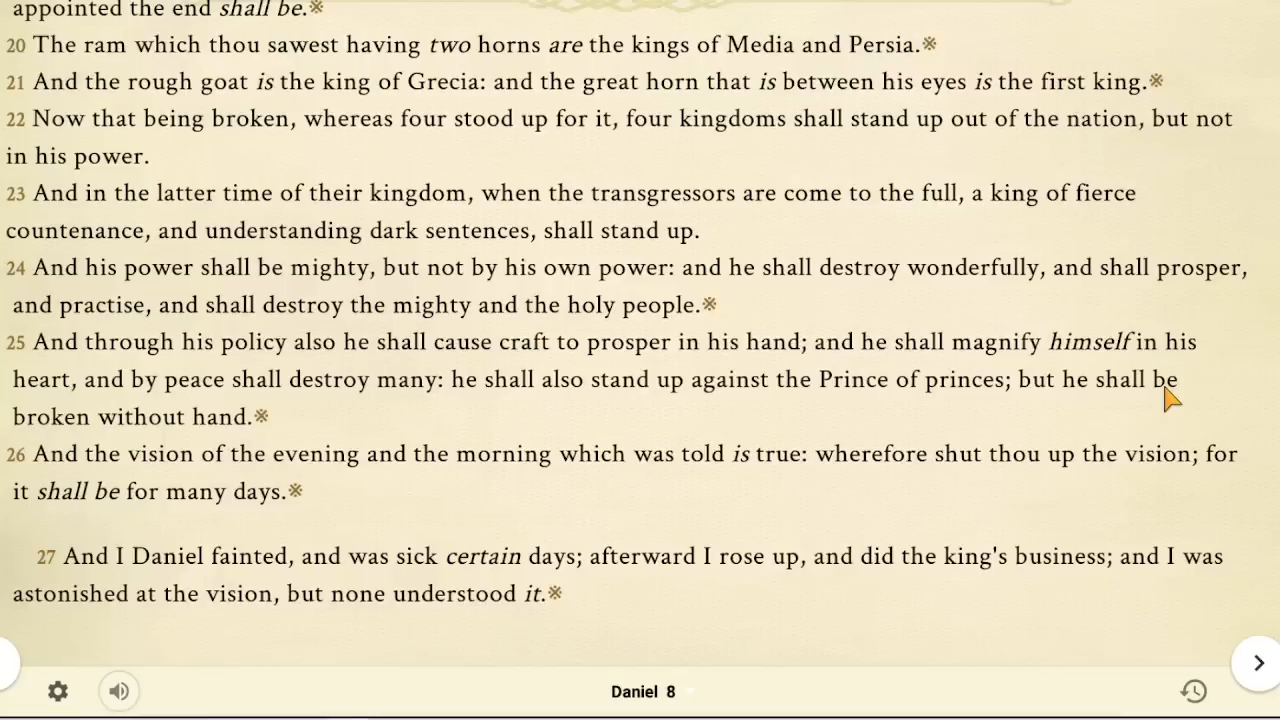 appointed the end shall be.※
20 The ram which thou sawest having two horns are the kings of Media and Persia.※
21 And the rough goat is the king of Grecia: and the great horn that is between his eyes is the first king.※
22 Now that being broken, whereas four stood up for it, four kingdoms shall stand up out of the nation, but not
in his power.
23 And in the latter time of their kingdom, when the transgressors are come to the full, a king of fierce
countenance, and understanding dark sentences, shall stand up.
24 And his power shall be mighty, but not by his own power: and he shall destroy wonderfully, and shall prosper,
and practise, and shall destroy the mighty and the holy people.※
25 And through his policy also he shall cause craft to prosper in his hand; and he shall magnify himself in his
heart, and by peace shall destroy many: he shall also stand up against the Prince of princes; but he shall be
broken without hand.※
26 And the vision of the evening and the morning which was told is true: wherefore shut thou up the vision; for
it shall be for many days.※
27 And I Daniel fainted, and was sick certain days; afterward I rose up, and did the king's business; and I was
astonished at the vision, but none understood it.※
Daniel 8